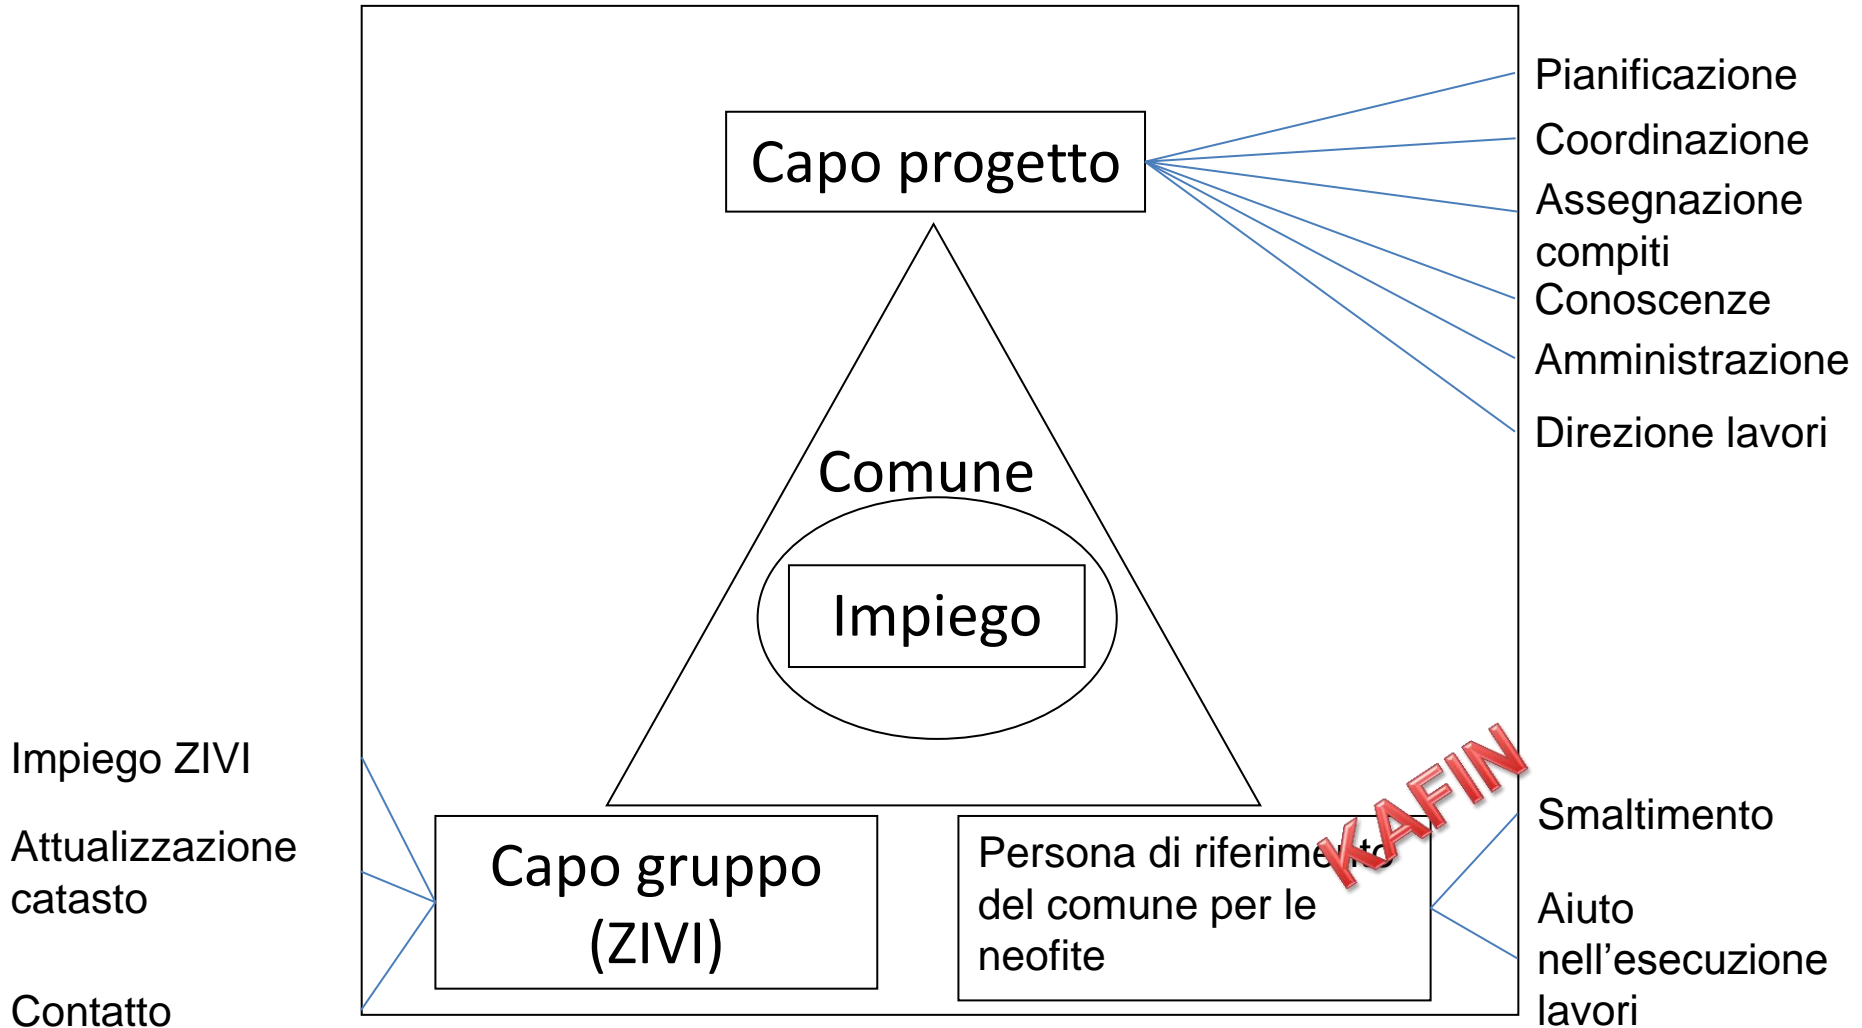 Pianificazione
Coordinazione
Capo progetto
Assegnazione
compiti
Conoscenze
Amministrazione
Direzione lavori
Comune
Impiego
Impiego ZIVI
Attualizzazione
catasto
Contatto
Capo gruppo
(ZIVI)
Persona di riferimento
del comune per le
neofite
KAFIN
Smaltimento
Aiuto
nell’esecuzione
lavori